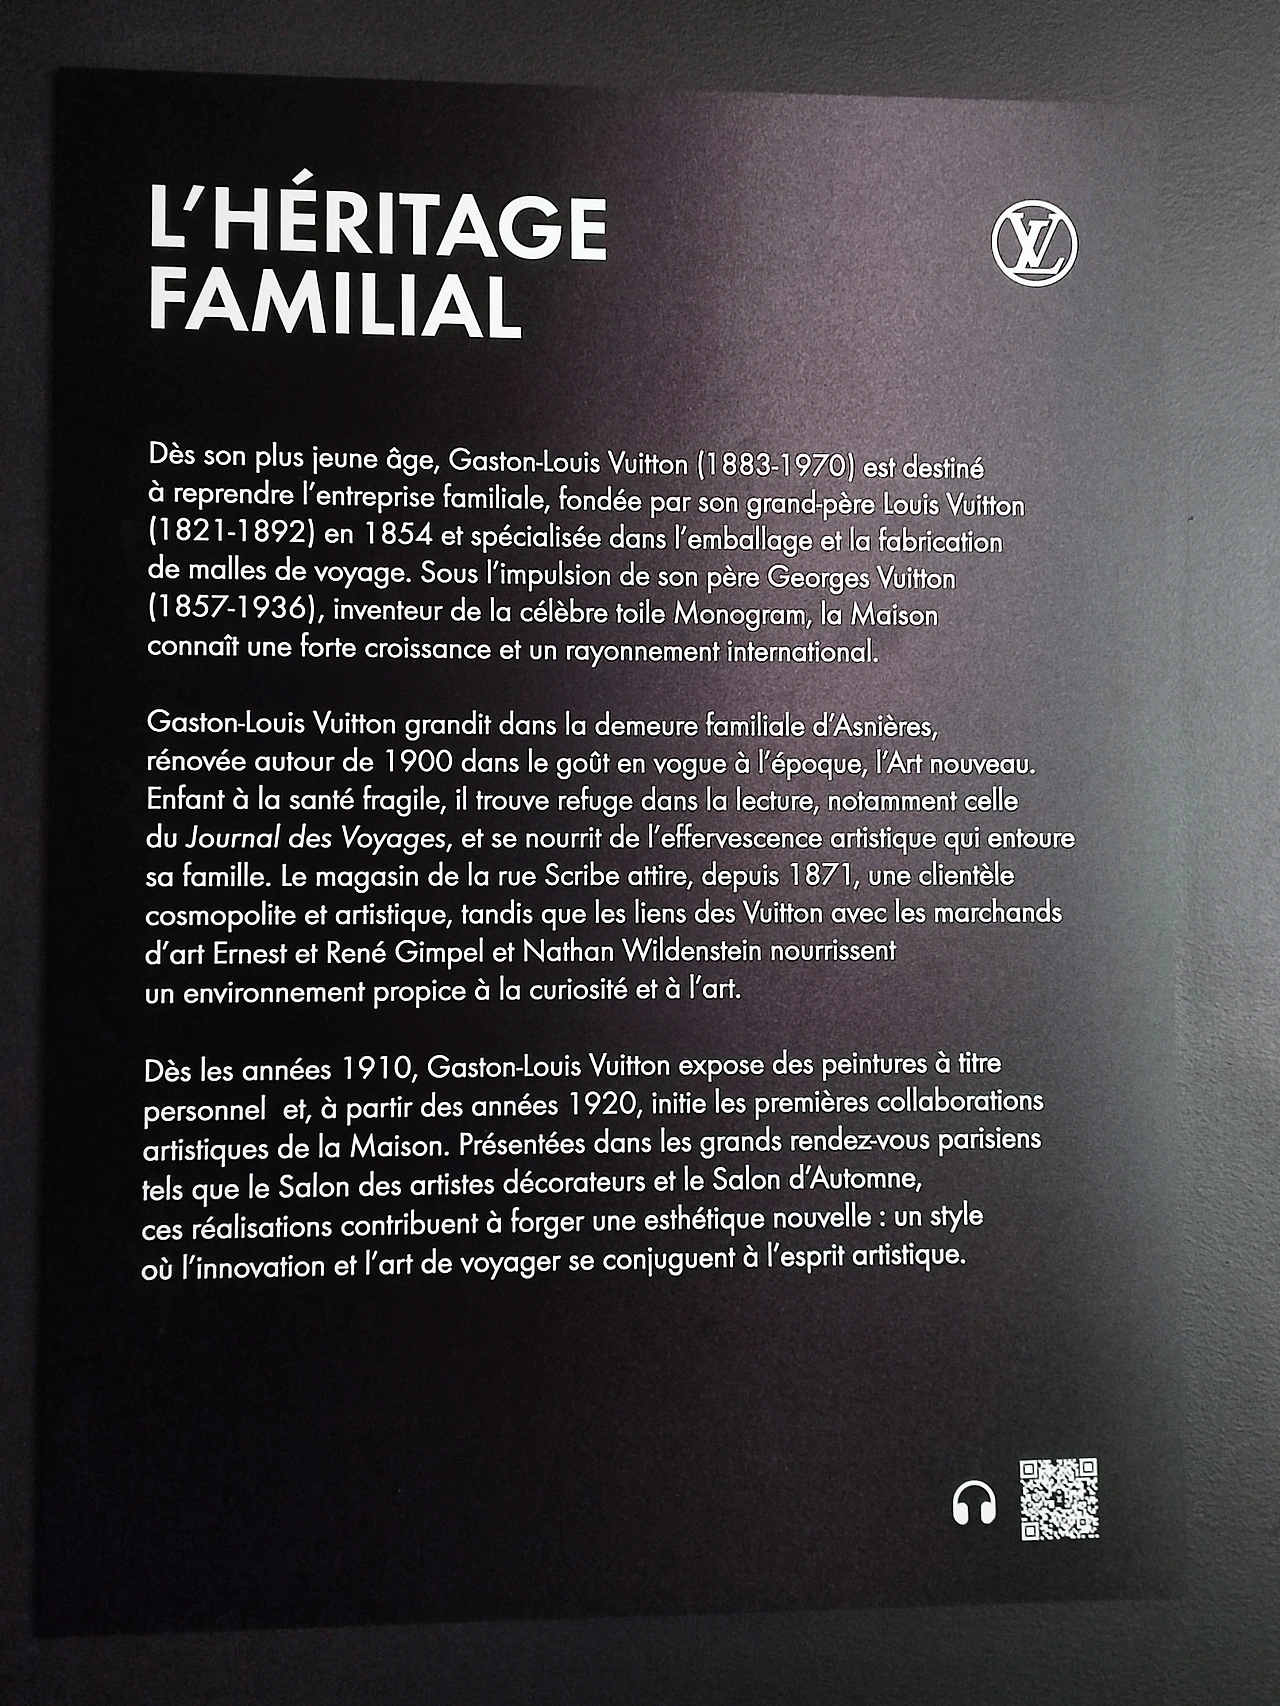 L'HÉRITAGE
FAMILIAL
LV
Dès son plus jeune âge, Gaston-Louis Vuitton (1883-1970) est destiné
à reprendre l'entreprise familiale, fondée par son grand-père Louis Vuitton
(1821-1892) en 1854 et spécialisée dans l'emballage et la fabrication
de malles de voyage. Sous l'impulsion de son père Georges Vuitton
(1857-1936), inventeur de la célèbre toile Monogram, la Maison
connaît une forte croissance et un rayonnement international.
Gaston-Louis Vuitton grandit dans la demeure familiale d'Asnières,
rénovée autour de 1900 dans le goût en vogue à l'époque, l'Art nouveau.
Enfant à la santé fragile, il trouve refuge dans la lecture, notamment celle
du Journal des Voyages, et se nourrit de l'effervescence artistique qui entoure
sa famille. Le magasin de la rue Scribe attire, depuis 1871, une clientèle
cosmopolite et artistique, tandis que les liens des Vuitton avec les marchands
d'art Ernest et René Gimpel et Nathan Wildenstein nourrissent
un environnement propice à la curiosité et à l'art.
Dès les années 1910, Gaston-Louis Vuitton expose des peintures à titre
personnel et, à partir des années 1920, initie les premières collaborations
artistiques de la Maison. Présentées dans les grands rendez-vous parisiens
tels que le Salon des artistes décorateurs et le Salon d'Automne,
ces réalisations contribuent à forger une esthétique nouvelle : un style
où l'innovation et l'art de voyager se conjuguent à l'esprit artistique.